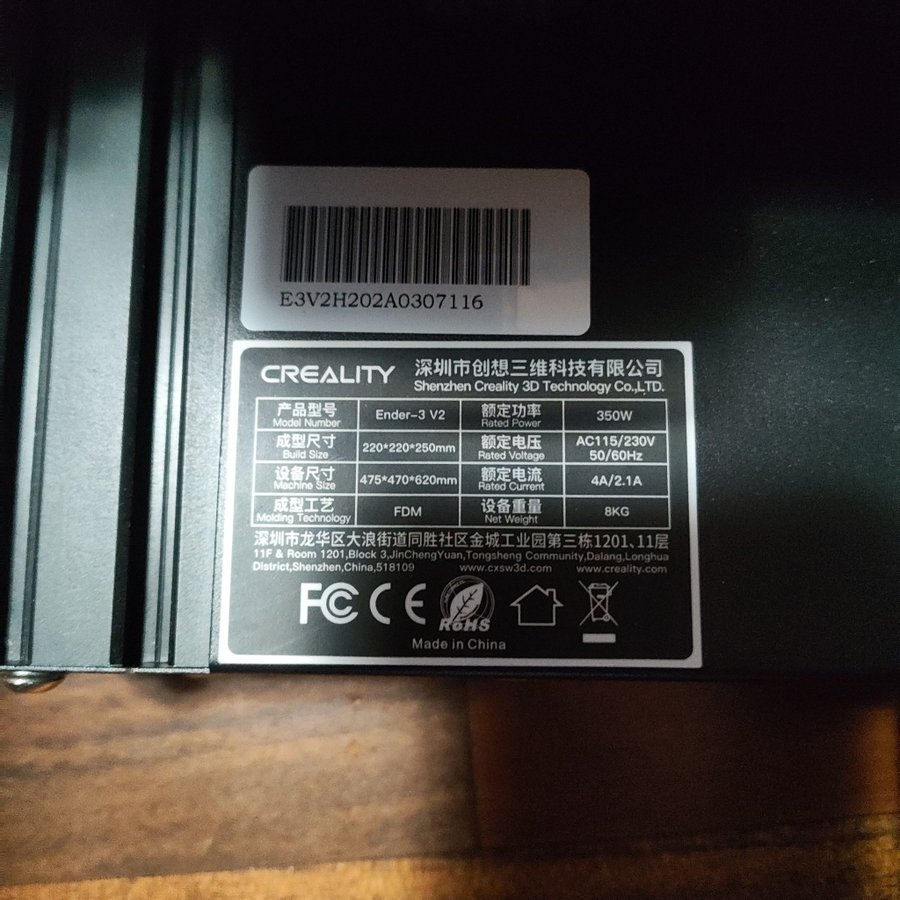 E3V2H202A0307116
CREALITY 深圳市创想三维科技有限公司
Shenzhen Creality 3D Technology Co.,LTD.
产品型号 Model Number Ender-3 V2 额定功率 Rated Power 350W
成型尺寸 Build Size 220*220*250mm 额定电压 Rated Voltage AC115/230V 50/60Hz
设备尺寸 Machine Size 475*470*620mm 额定电流 Rated Current 4A/2.1A
成型工艺 Molding Technology FDM 设备重量 Net Weight 8KG
深圳市龙华区大浪街道同胜社区金城工业园第三栋1201、11层
11F & Room 1201,Block 3,JinChengYuan,Tongsheng Community,Dalang,Longhua
District,Shenzhen,China,518109 www.cxsw3d.com www.creality.com
FC CE RoHS
Made in China